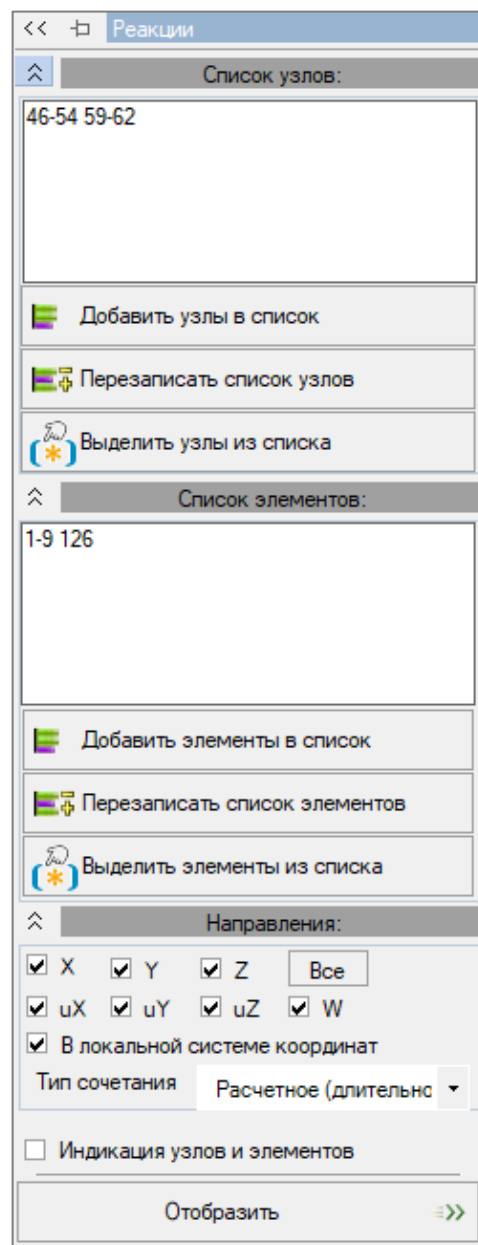 Реакции
Список узлов:
46-54 59-62
Добавить узлы в список
Перезаписать список узлов
Выделить узлы из списка
Список элементов:
1-9 126
Добавить элементы в список
Перезаписать список элементов
Выделить элементы из списка
Направления:
X Y Z Все
uX uY uZ W
В локальной системе координат
Тип сочетания Расчетное (длительно
Индикация узлов и элементов
Отобразить